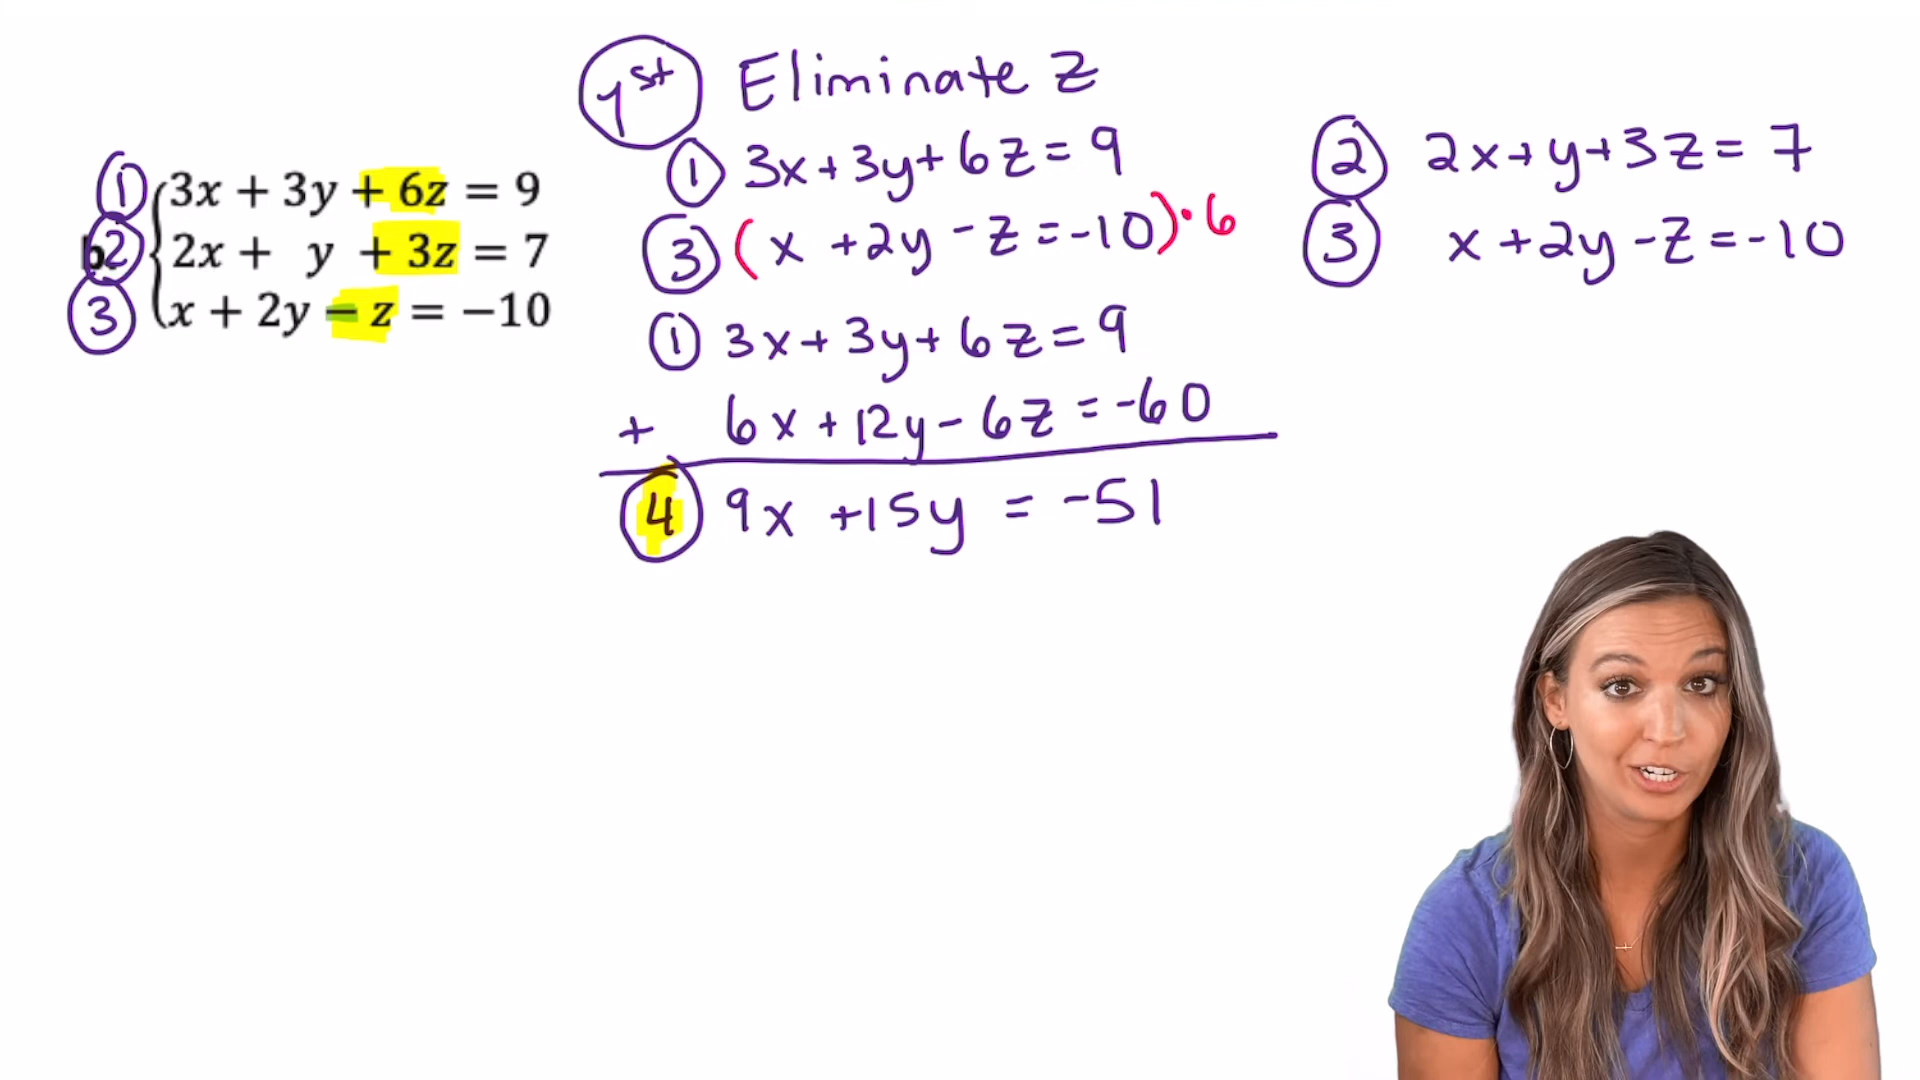 ① 3x + 3y + 6z = 9
② 2x + y + 3z = 7
③ x + 2y − z = −10
1st Eliminate z
① 3x+3y+6z=9
③ (x +2y -z=-10)·6
① 3x+3y+6z=9
+ 6x+12y-6z=-60
④ 9x +15y = -51
② 2x+y+3z=7
③ x+2y-z=-10